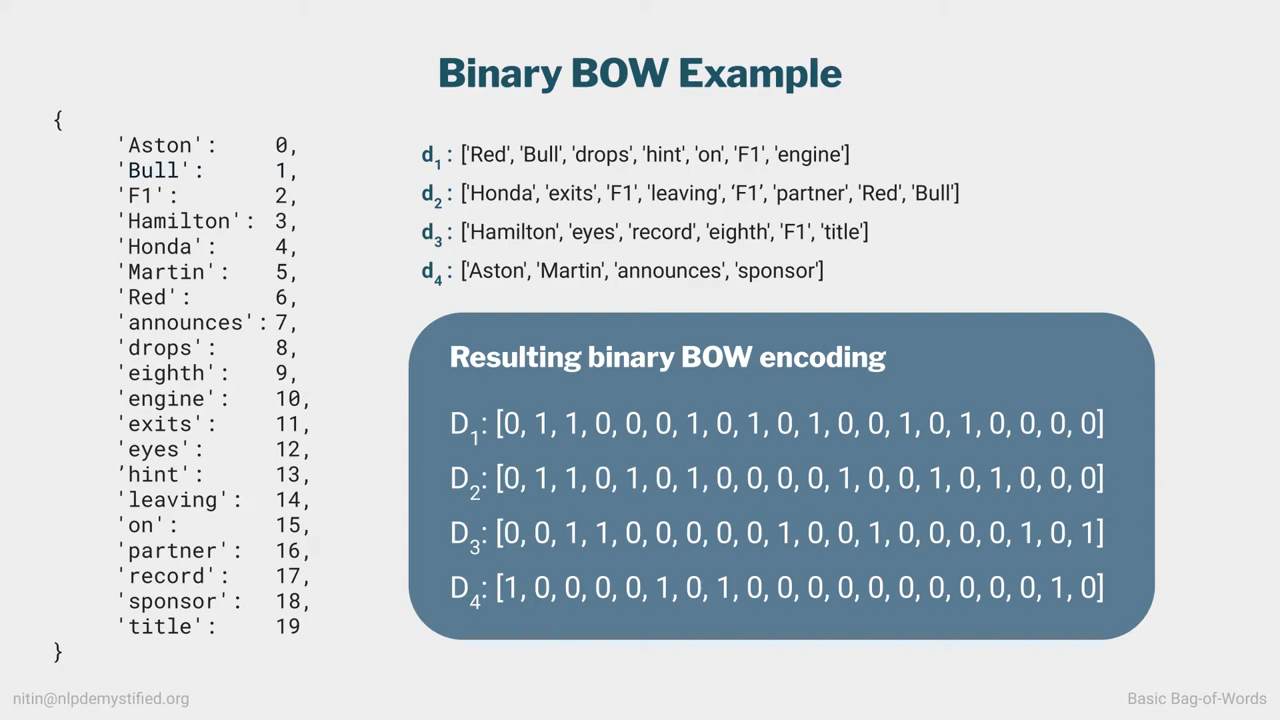 Binary BOW Example
{
'Aston': 0,
'Bull': 1,
'F1': 2,
'Hamilton': 3,
'Honda': 4,
'Martin': 5,
'Red': 6,
'announces': 7,
'drops': 8,
'eighth': 9,
'engine': 10,
'exits': 11,
'eyes': 12,
’hint': 13,
'leaving': 14,
'on': 15,
'partner': 16,
'record': 17,
'sponsor': 18,
'title': 19
}
d1: ['Red', 'Bull', 'drops', 'hint', 'on', 'F1', 'engine']
d2: ['Honda', 'exits', 'F1', 'leaving', ‘F1’, 'partner', 'Red', 'Bull']
d3: ['Hamilton', 'eyes', 'record', 'eighth', 'F1', 'title']
d4: ['Aston', 'Martin', 'announces', 'sponsor']
Resulting binary BOW encoding
D1: [0, 1, 1, 0, 0, 0, 1, 0, 1, 0, 1, 0, 0, 1, 0, 1, 0, 0, 0, 0]
D2: [0, 1, 1, 0, 1, 0, 1, 0, 0, 0, 0, 1, 0, 0, 1, 0, 1, 0, 0, 0]
D3: [0, 0, 1, 1, 0, 0, 0, 0, 0, 1, 0, 0, 1, 0, 0, 0, 0, 1, 0, 1]
D4: [1, 0, 0, 0, 0, 1, 0, 1, 0, 0, 0, 0, 0, 0, 0, 0, 0, 0, 1, 0]
nitin@nlpdemystified.org
Basic Bag-of-Words